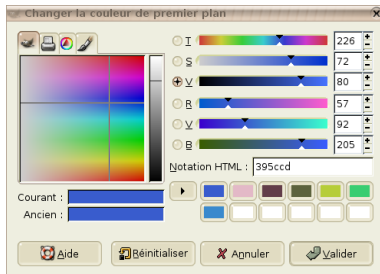 Changer la couleur de premier plan
T 226
S 72
V 80
R 57
V 92
B 205
Notation HTML : 395ccd
Courant :
Ancien :
Aide
Réinitialiser
Annuler
Valider